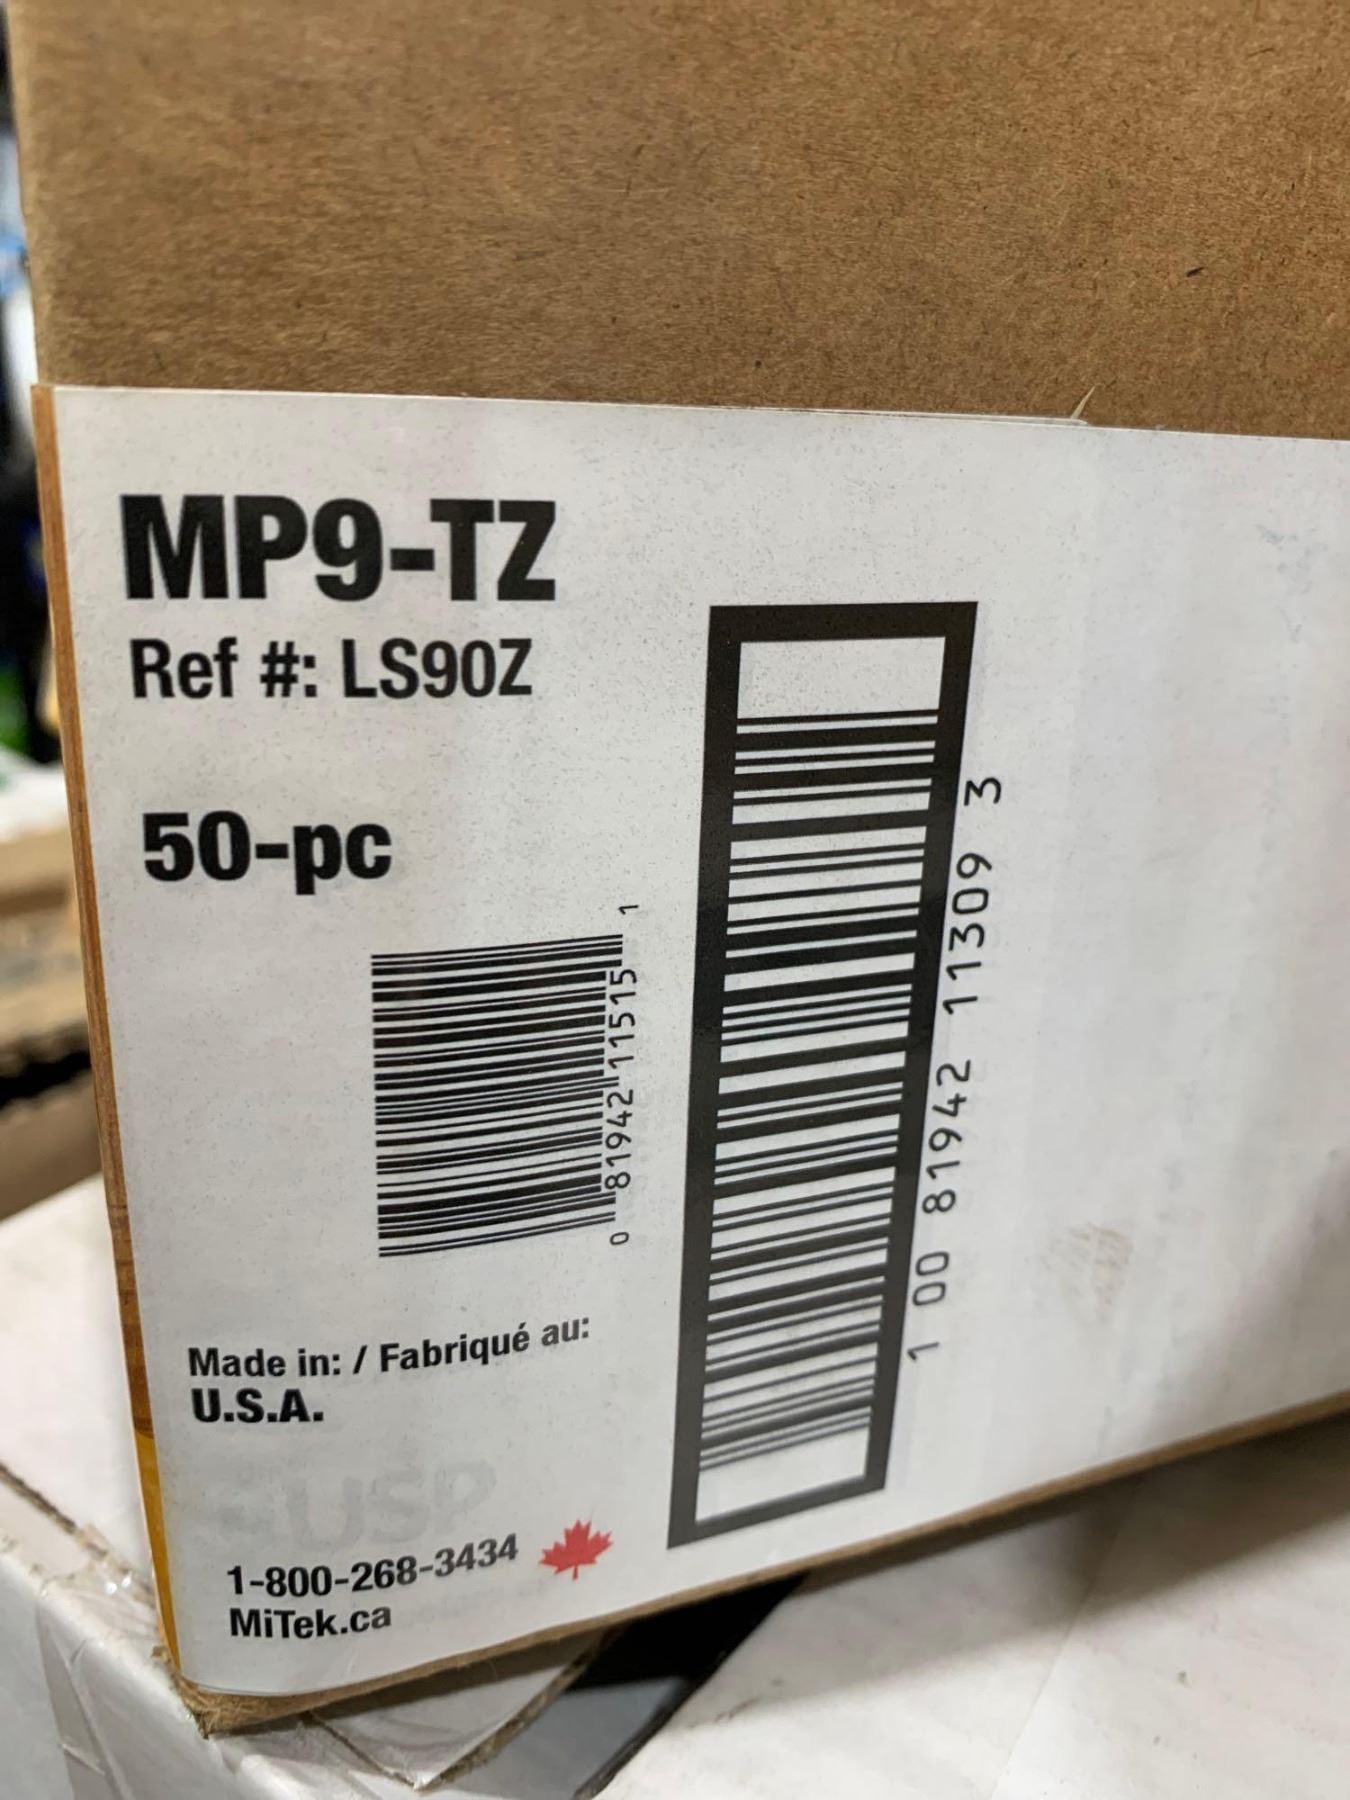 MP9-TZ
Ref #: LS90Z
50-pc
0 81942 11515 1
1 00 81942 11309 3
Made in: / Fabriqué au:
U.S.A.
USP
1-800-268-3434
MiTek.ca